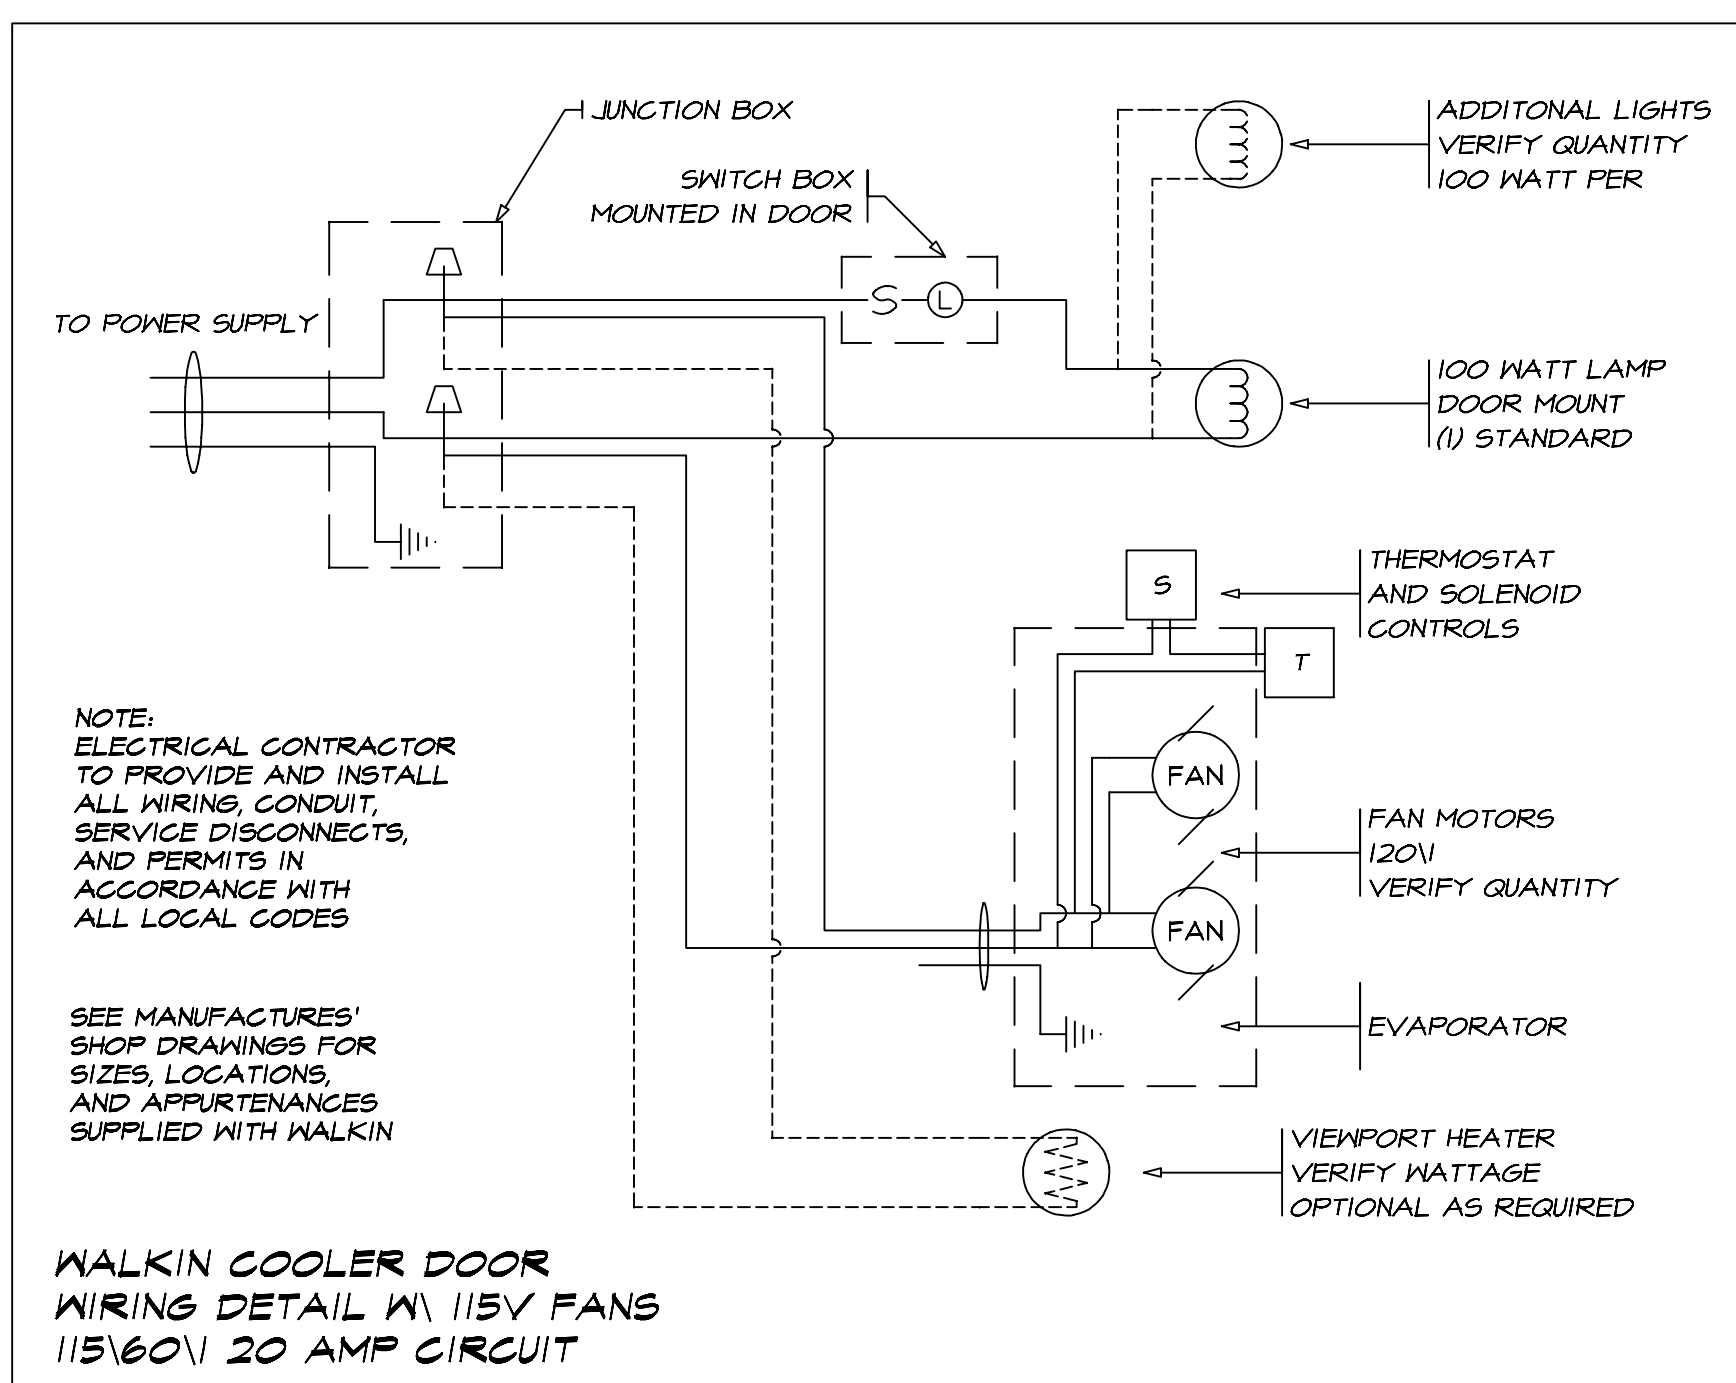 JUNCTION BOX
SWITCH BOX
MOUNTED IN DOOR
ADDITONAL LIGHTS
VERIFY QUANTITY
100 WATT PER
TO POWER SUPPLY
S
L
100 WATT LAMP
DOOR MOUNT
(1) STANDARD
S
THERMOSTAT
AND SOLENOID
CONTROLS
T
NOTE:
ELECTRICAL CONTRACTOR
TO PROVIDE AND INSTALL
ALL WIRING, CONDUIT,
SERVICE DISCONNECTS,
AND PERMITS IN
ACCORDANCE WITH
ALL LOCAL CODES
FAN
FAN MOTORS
120\1
VERIFY QUANTITY
FAN
SEE MANUFACTURES'
SHOP DRAWINGS FOR
SIZES, LOCATIONS,
AND APPURTENANCES
SUPPLIED WITH WALKIN
EVAPORATOR
VIEWPORT HEATER
VERIFY WATTAGE
OPTIONAL AS REQUIRED
WALKIN COOLER DOOR
WIRING DETAIL W\ 115V FANS
115\60\1 20 AMP CIRCUIT